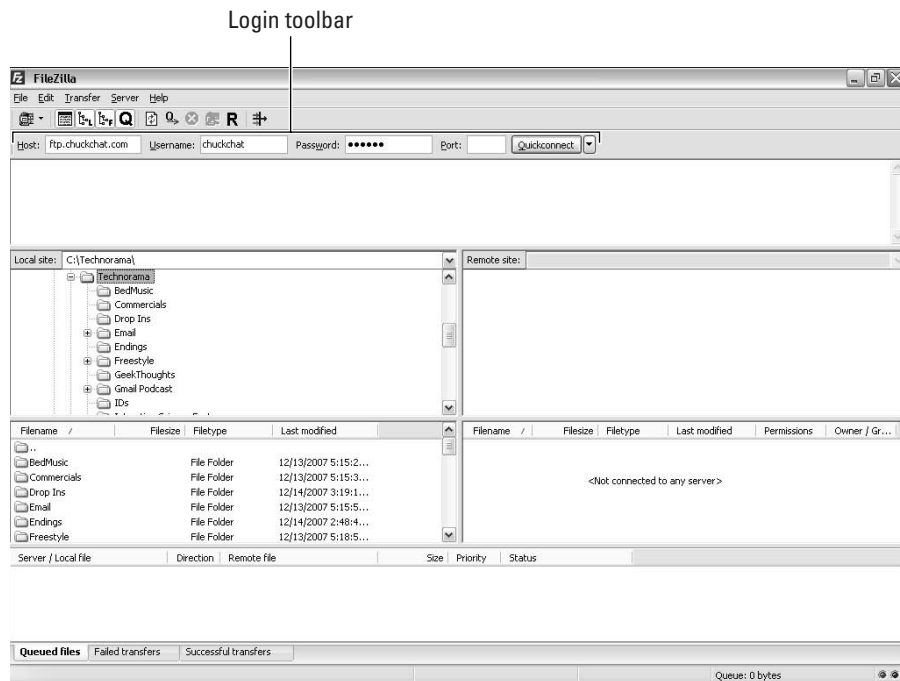 Login toolbar
FileZilla
File Edit Transfer Server Help
Host: ftp.chuckchat.com Username: chuckchat Password: ●●●●●● Port: Quickconnect
Local site: C:\Technorama\ Remote site:
Technorama
BedMusic
Commercials
Drop Ins
Email
Endings
Freestyle
GeekThoughts
Gmail Podcast
IDs
Filename / Filesize Filetype Last modified Filename / Filesize Filetype Last modified Permissions Owner / Gr...
..
BedMusic File Folder 12/13/2007 5:15:2...
Commercials File Folder 12/13/2007 5:15:3...
<Not connected to any server>
Drop Ins File Folder 12/14/2007 3:19:1...
Email File Folder 12/13/2007 5:15:5...
Endings File Folder 12/14/2007 2:48:4...
Freestyle File Folder 12/13/2007 5:18:5...
Server / Local file Direction Remote file Size Priority Status
Queued files Failed transfers Successful transfers
Queue: 0 bytes